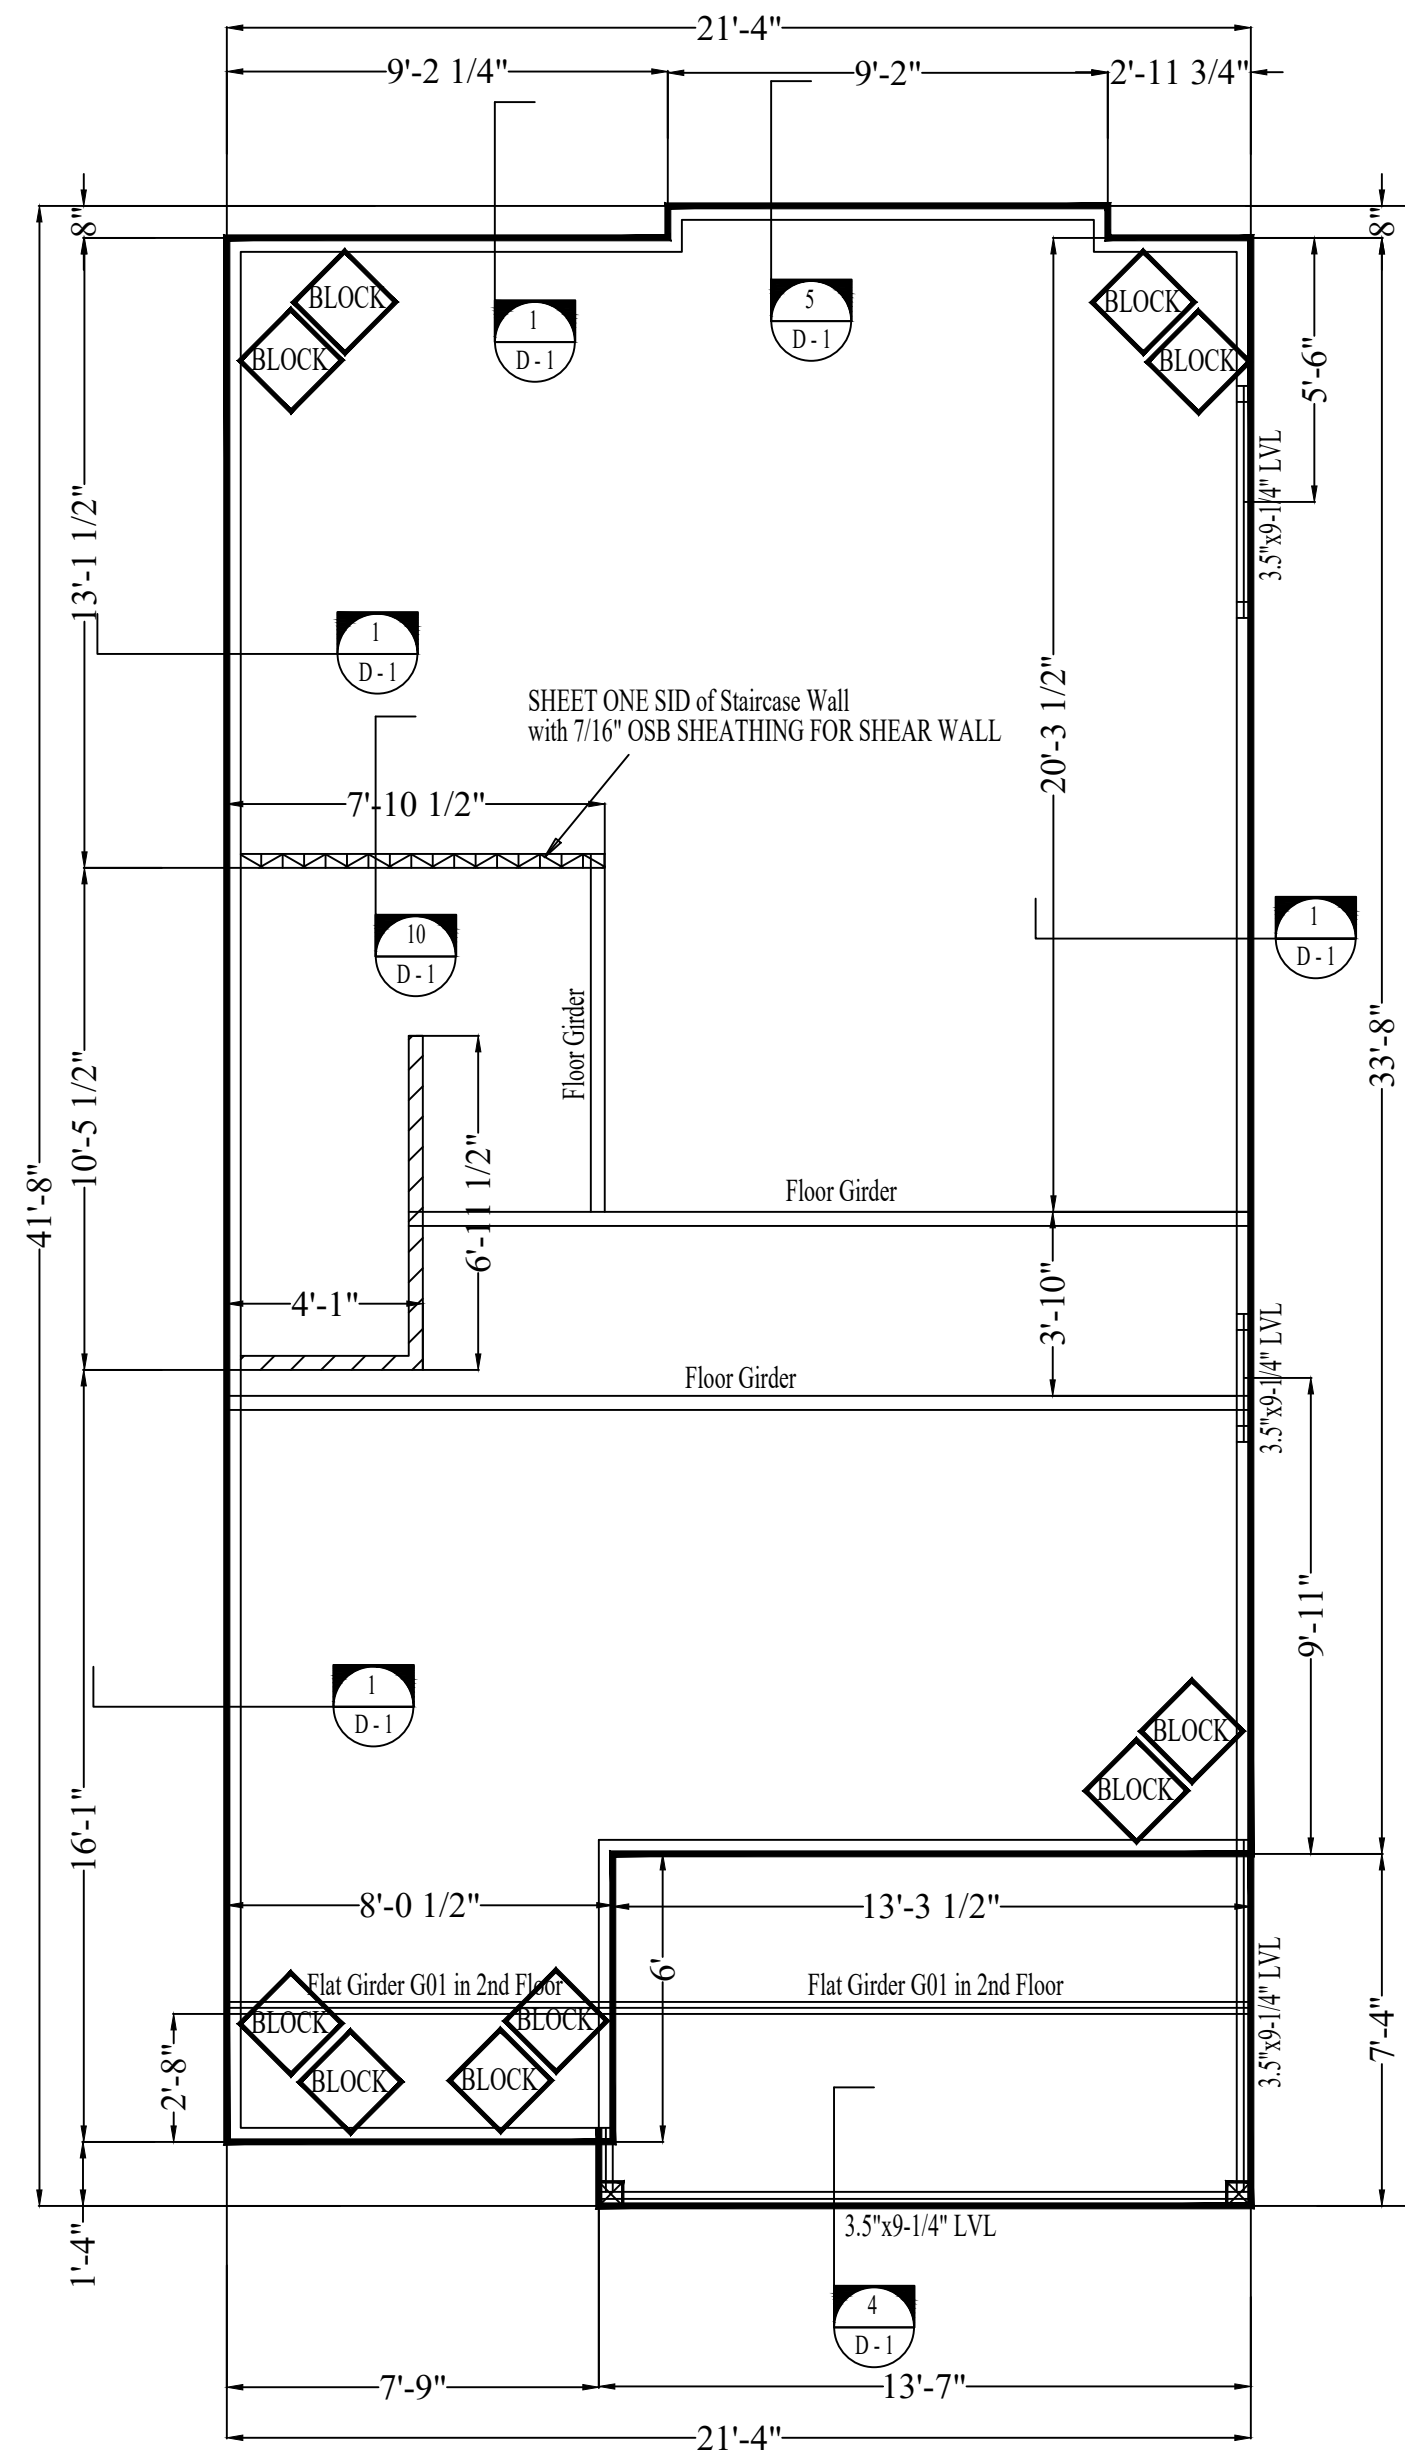 21'-4"
9'-2 1/4"
9'-2"
2'-11 3/4"
8"
8"
BLOCK
BLOCK
1
D - 1
5
D - 1
BLOCK
BLOCK
5'-6"
3.5"x9-1/4" LVL
13'-1 1/2"
1
D - 1
SHEET ONE SID of Staircase Wall
with 7/16" OSB SHEATHING FOR SHEAR WALL
20'-3 1/2"
7'-10 1/2"
10
D - 1
1
D - 1
Floor Girder
33'-8"
10'-5 1/2"
41'-8"
6'-11 1/2"
Floor Girder
4'-1"
3'-10"
3.5"x9-1/4" LVL
Floor Girder
9'-11"
1
D - 1
BLOCK
BLOCK
16'-1"
8'-0 1/2"
13'-3 1/2"
6'
Flat Girder G01 in 2nd Floor
Flat Girder G01 in 2nd Floor
3.5"x9-1/4" LVL
BLOCK
BLOCK
BLOCK
BLOCK
2'-8"
7'-4"
1'-4"
3.5"x9-1/4" LVL
4
D - 1
7'-9"
13'-7"
21'-4"